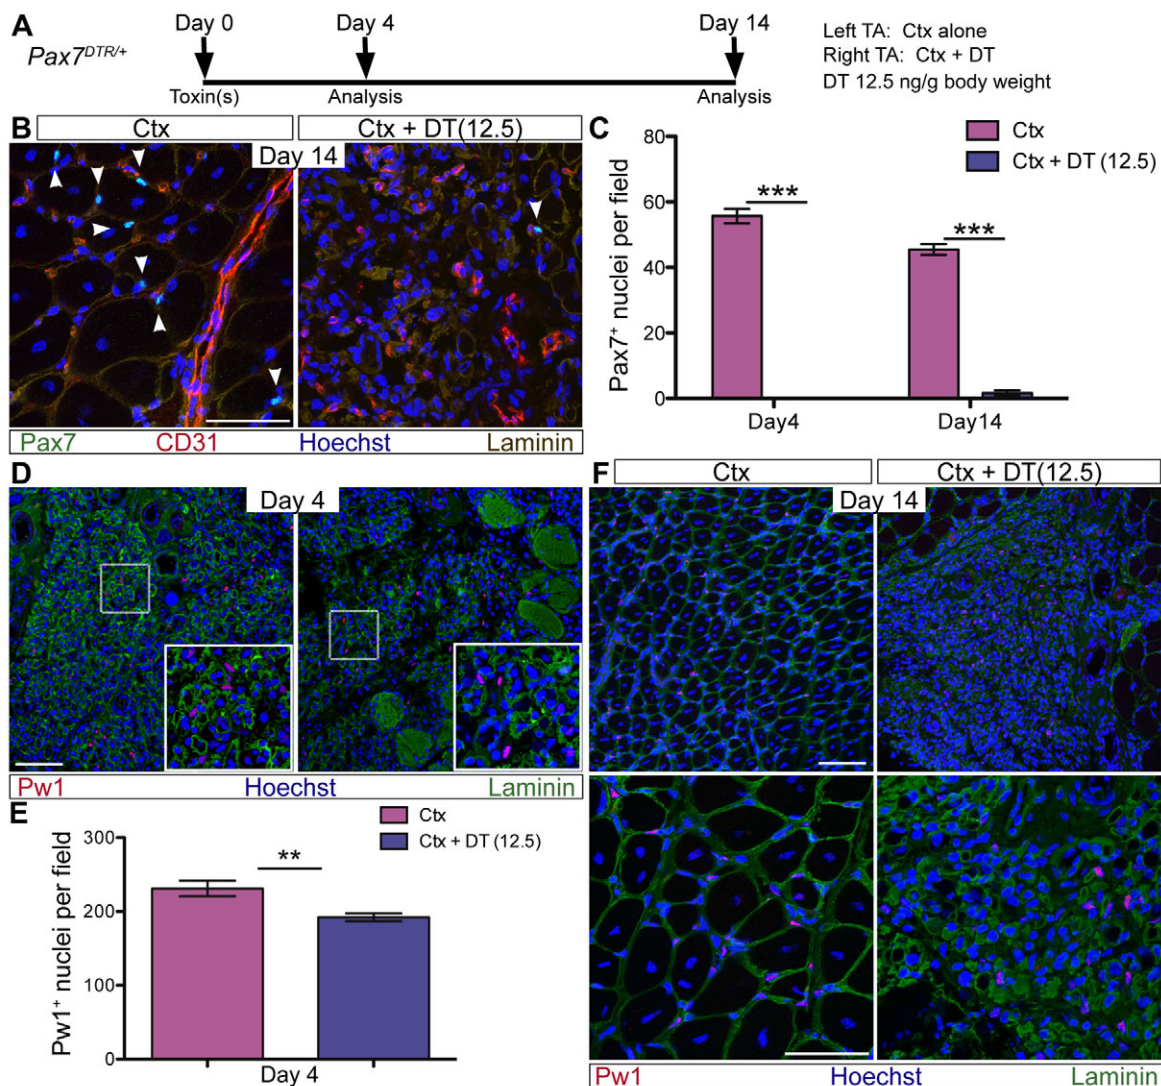 A
Pax7DTR/+
Day 0
Day 4
Day 14
Toxin(s)
Analysis
Analysis
Left TA: Ctx alone
Right TA: Ctx + DT
DT 12.5 ng/g body weight
B
Ctx
Ctx + DT(12.5)
Day 14
Pax7
CD31
Hoechst
Laminin
C
Ctx
Ctx + DT (12.5)
Pax7+ nuclei per field
80
60
40
20
0
***
***
Day4
Day14
D
Day 4
Pw1
Hoechst
Laminin
E
Ctx
Ctx + DT (12.5)
Pw1+ nuclei per field
300
200
100
0
**
Day 4
F
Ctx
Ctx + DT(12.5)
Day 14
Pw1
Hoechst
Laminin